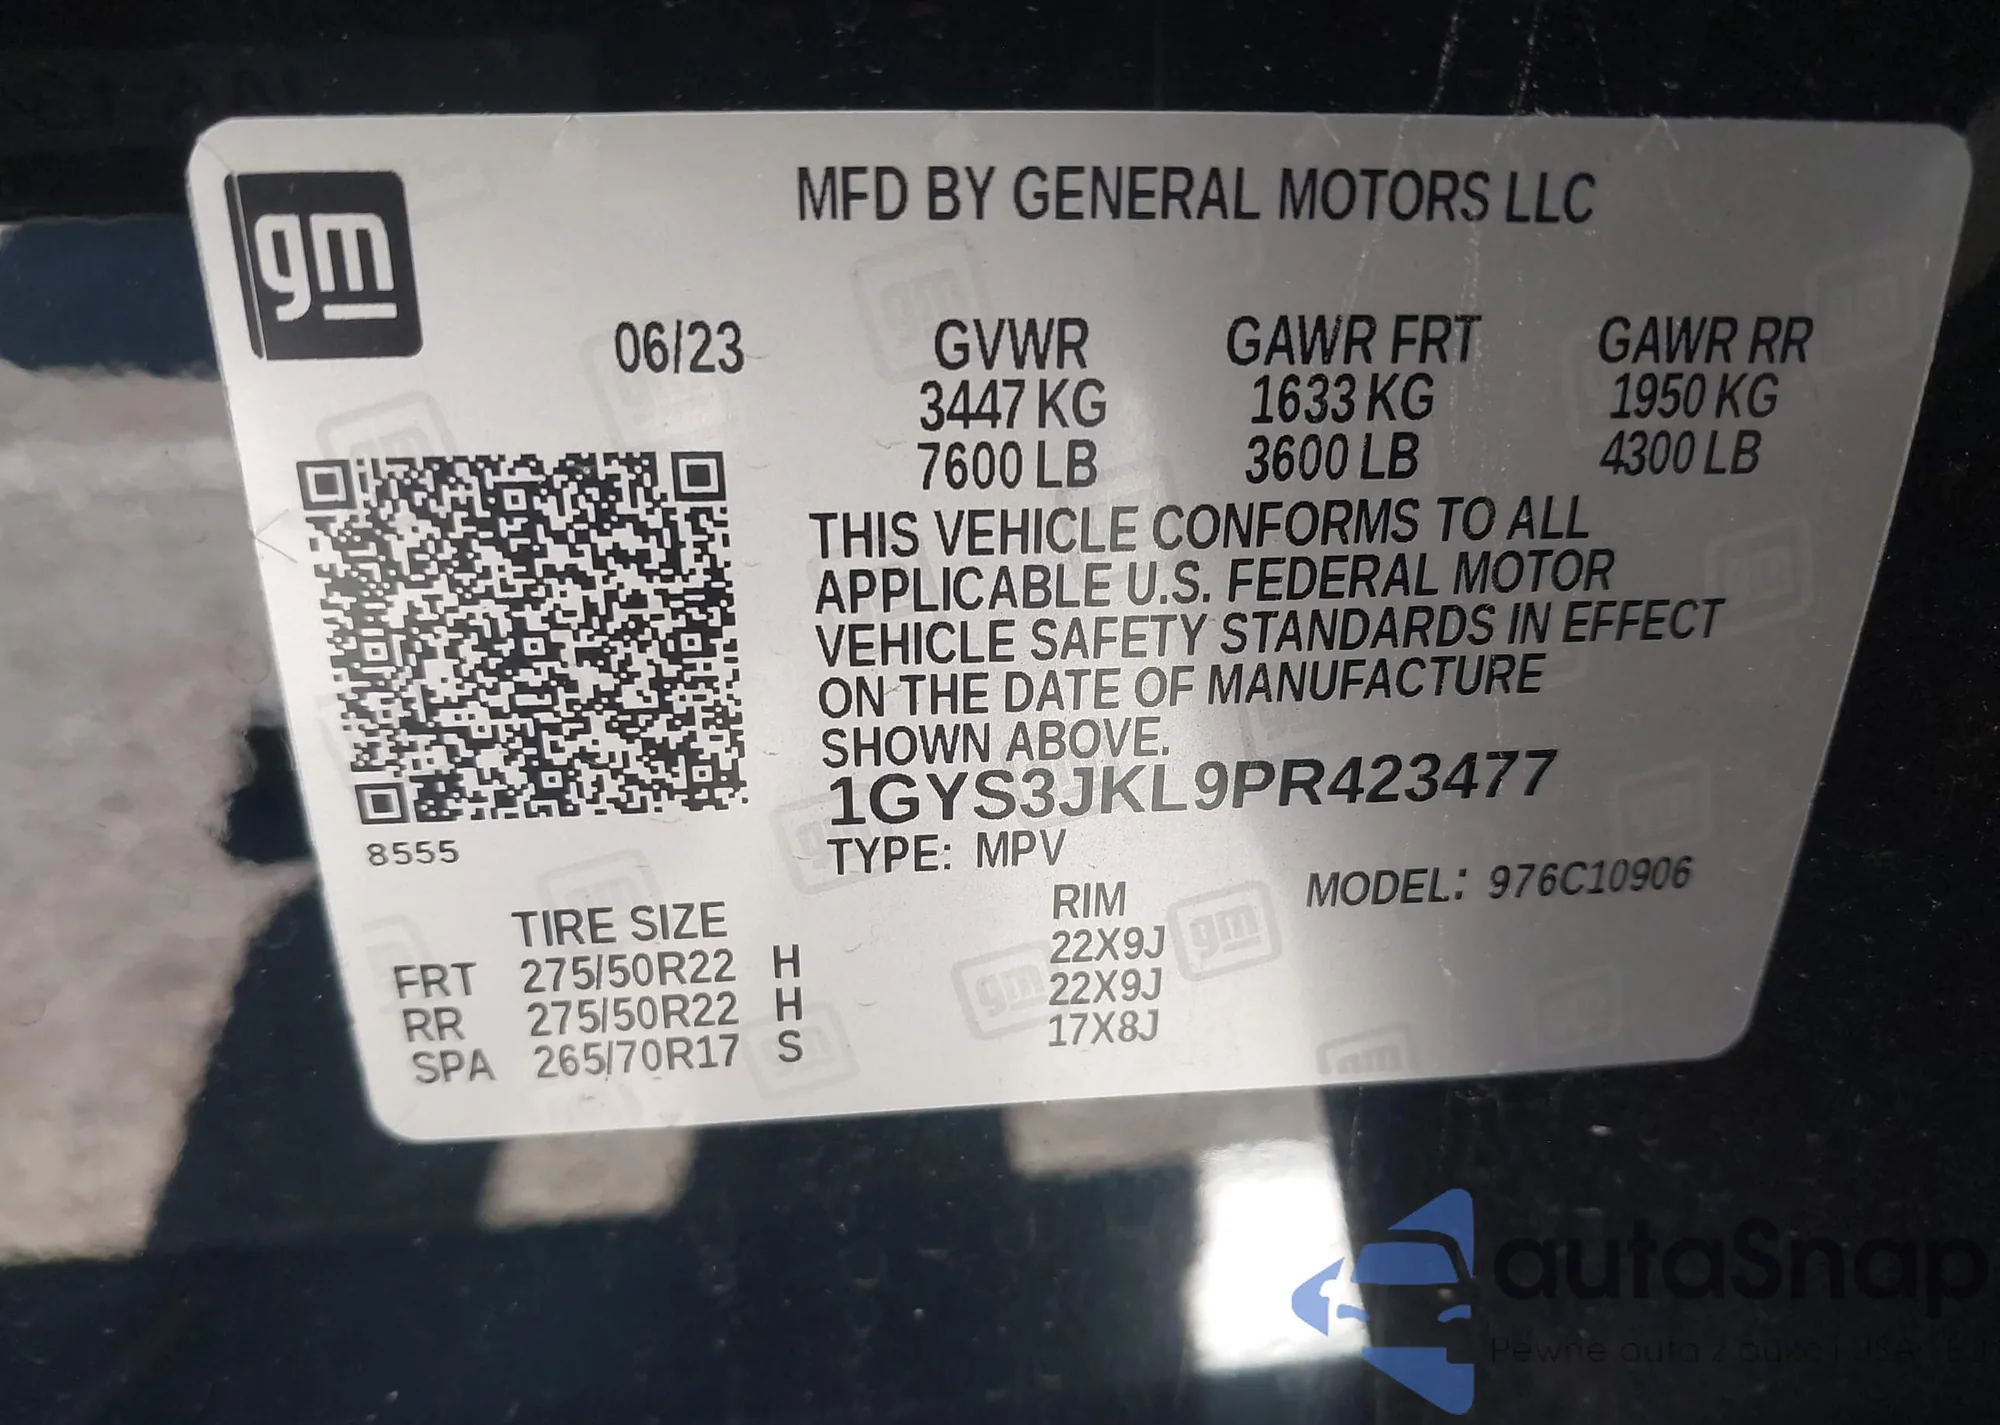 gm
MFD BY GENERAL MOTORS LLC
06/23 GVWR GAWR FRT GAWR RR
3447 KG 1633 KG 1950 KG
7600 LB 3600 LB 4300 LB
THIS VEHICLE CONFORMS TO ALL
APPLICABLE U.S. FEDERAL MOTOR
VEHICLE SAFETY STANDARDS IN EFFECT
ON THE DATE OF MANUFACTURE
SHOWN ABOVE.
1GYS3JKL9PR423477
8555
TYPE: MPV
MODEL: 976C10906
TIRE SIZE RIM
FRT 275/50R22 H 22X9J
RR 275/50R22 H 22X9J
SPA 265/70R17 S 17X8J
autaSnap
Pewne auta z